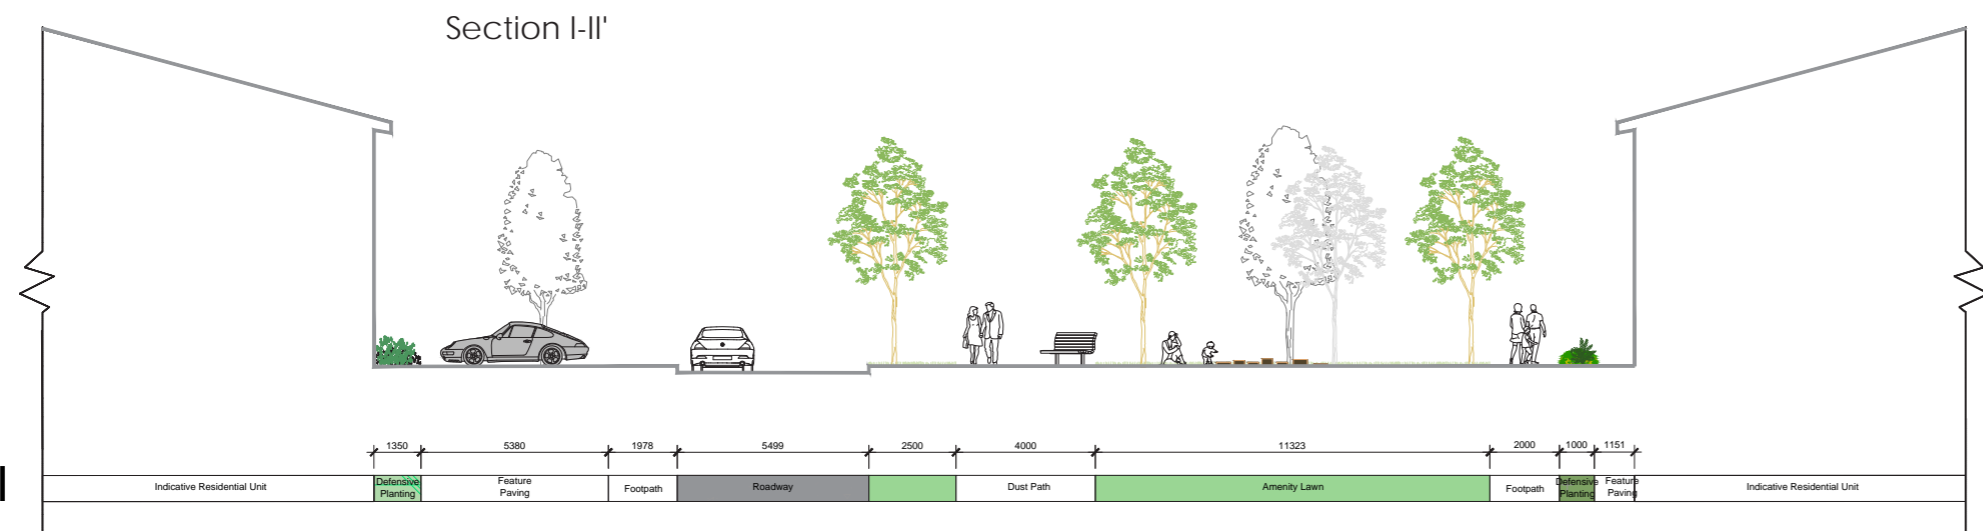 Section I-II'
1350 5380 1978 5499 2500 4000 11323 2000 1000 1151
Indicative Residential Unit
Defensive
Planting
Feature
Paving
Footpath
Roadway
Dust Path
Amenity Lawn
Footpath
Defensive
Planting
Feature
Paving
Indicative Residential Unit